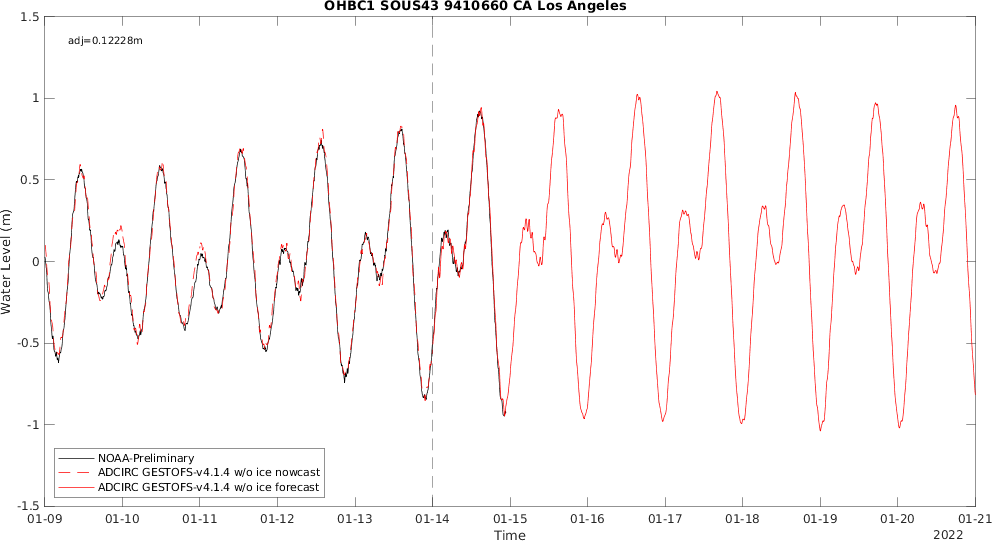 OHBC1 SOUS43 9410660 CA Los Angeles
adj=0.12228m
1.5
1
0.5
0
-0.5
-1
-1.5
Water Level (m)
NOAA-Preliminary
ADCIRC GESTOFS-v4.1.4 w/o ice nowcast
ADCIRC GESTOFS-v4.1.4 w/o ice forecast
01-09 01-10 01-11 01-12 01-13 01-14 01-15 01-16 01-17 01-18 01-19 01-20 01-21
Time
2022